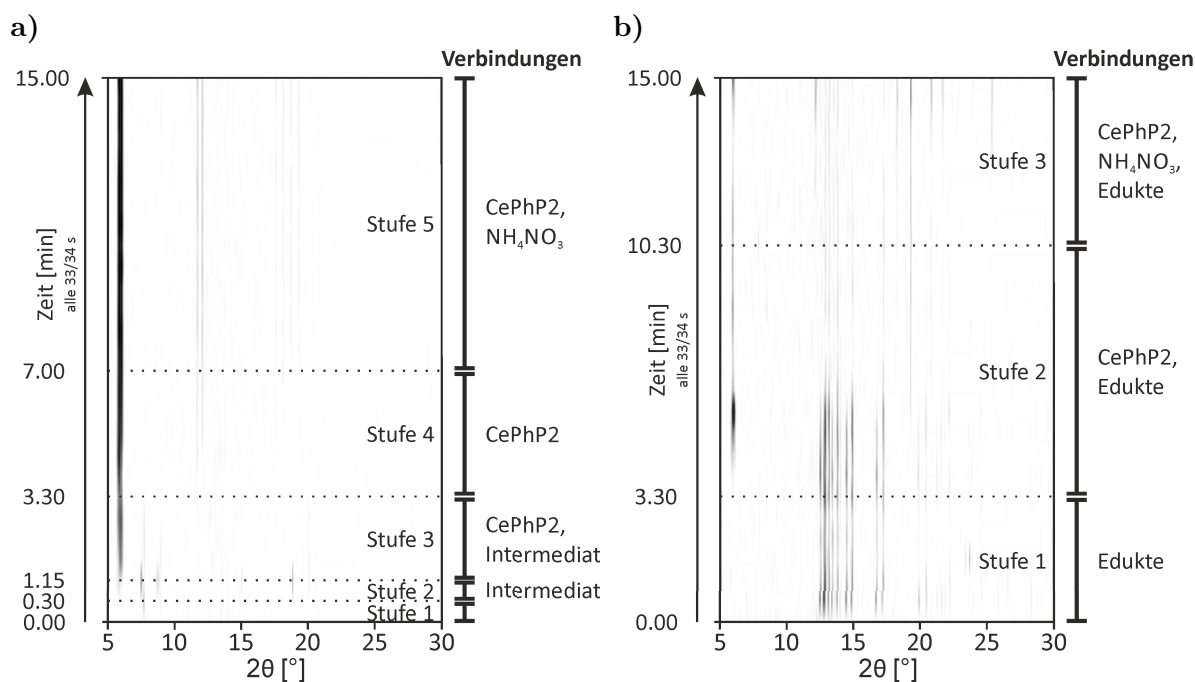 a)
Verbindungen
15.00
Stufe 5
CePhP2,
NH₄NO₃
Zeit [min]
alle 33/34 s
7.00
Stufe 4
CePhP2
3.30
Stufe 3
CePhP2,
Intermediat
1.15
Stufe 2
Intermediat
0.30
Stufe 1
0.00
5 10 15 20 25 30
2θ [°]
b)
Verbindungen
15.00
Stufe 3
CePhP2,
NH₄NO₃,
Edukte
10.30
Zeit [min]
alle 33/34 s
Stufe 2
CePhP2,
Edukte
3.30
Stufe 1
Edukte
0.00
5 10 15 20 25 30
2θ [°]